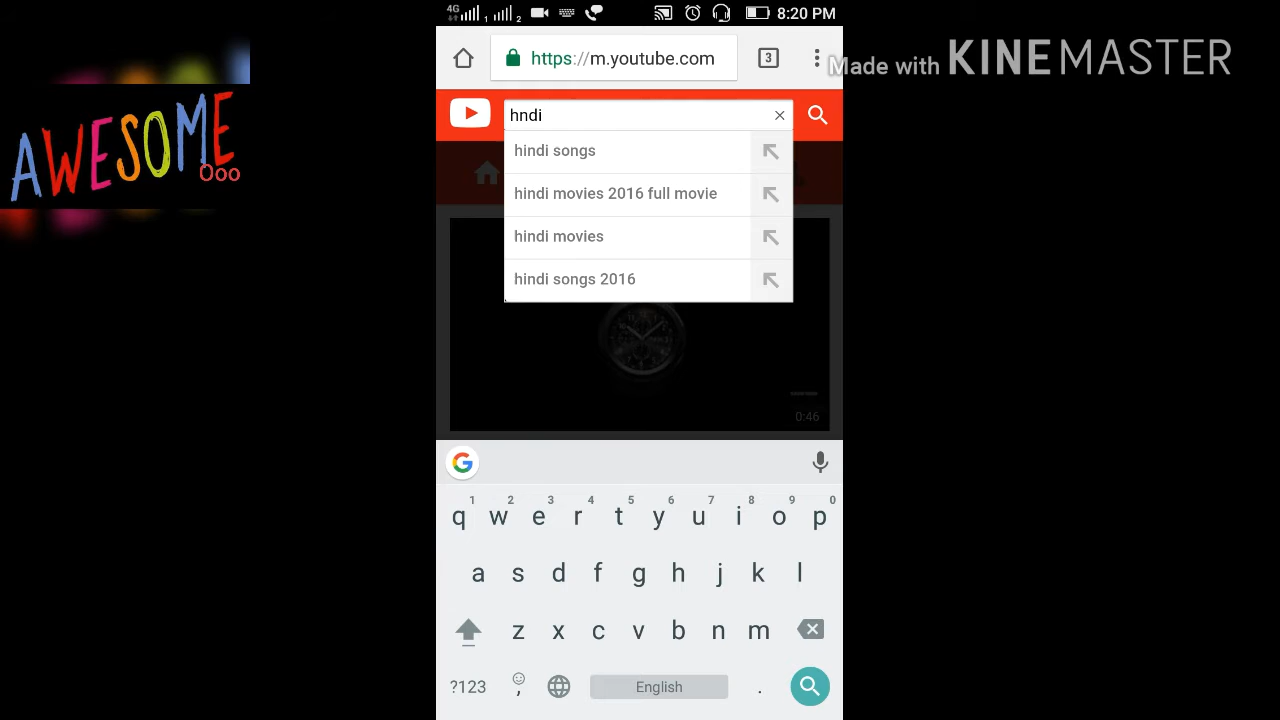 4G 1 2 8:20 PM
https://m.youtube.com 3
Made with KINEMASTER
AWESOME
Ooo
hndi
hindi songs
hindi movies 2016 full movie
hindi movies
hindi songs 2016
0:46
G
1 2 3 4 5 6 7 8 9 0
q w e r t y u i o p
a s d f g h j k l
z x c v b n m
?123 , English .